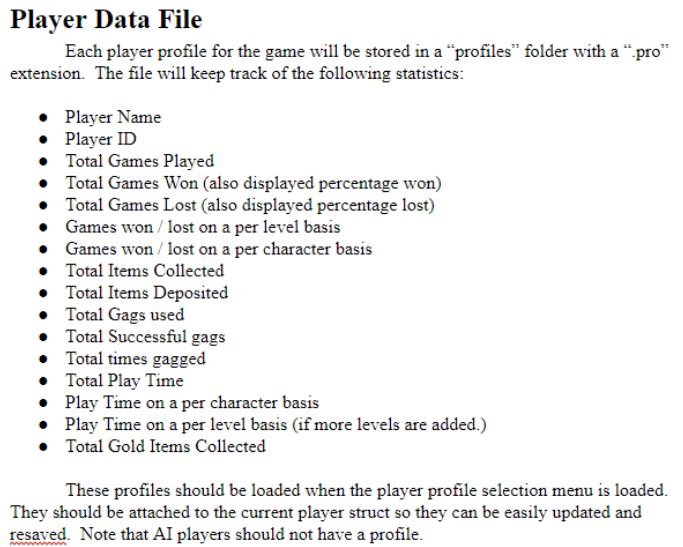 Player Data File
Each player profile for the game will be stored in a “profiles” folder with a “.pro”
extension.  The file will keep track of the following statistics:
● Player Name
● Player ID
● Total Games Played
● Total Games Won (also displayed percentage won)
● Total Games Lost (also displayed percentage lost)
● Games won / lost on a per level basis
● Games won / lost on a per character basis
● Total Items Collected
● Total Items Deposited
● Total Gags used
● Total Successful gags
● Total times gagged
● Total Play Time
● Play Time on a per character basis
● Play Time on a per level basis (if more levels are added.)
● Total Gold Items Collected
These profiles should be loaded when the player profile selection menu is loaded.
They should be attached to the current player struct so they can be easily updated and
resaved.  Note that AI players should not have a profile.